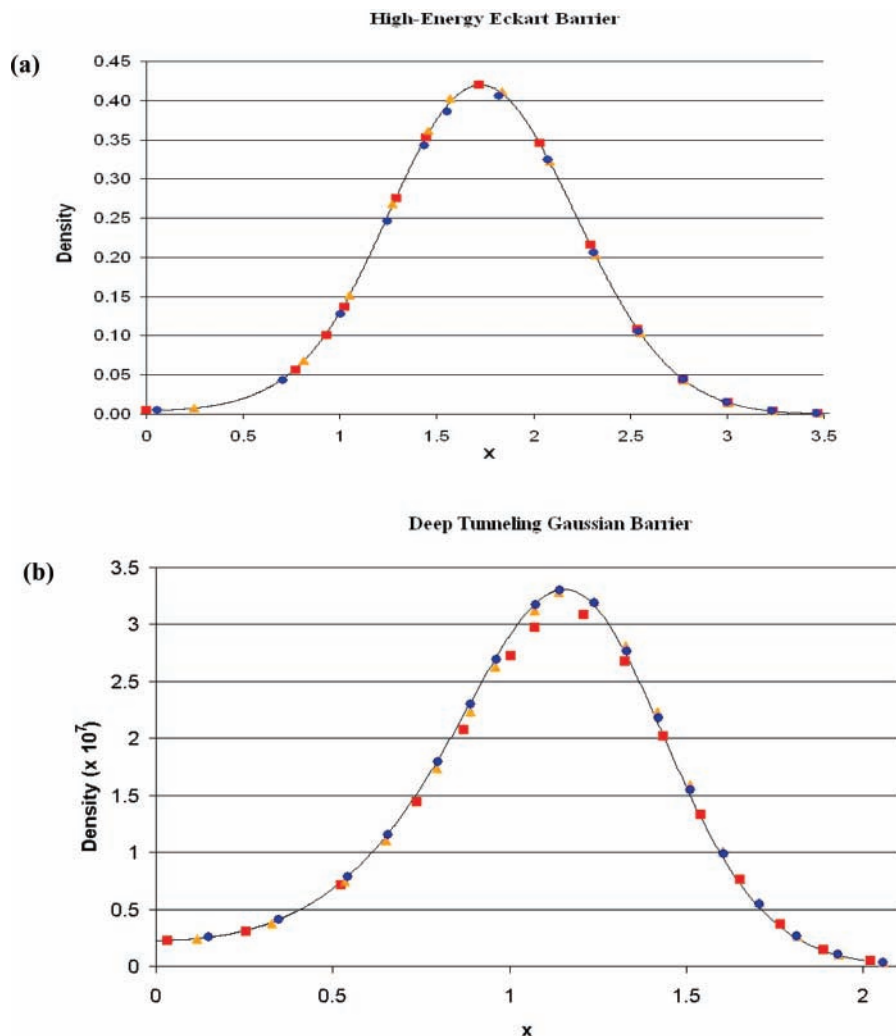 High-Energy Eckart Barrier
(a)
0.45
0.40
0.35
0.30
0.25
0.20
0.15
0.10
0.05
0.00
Density
0 0.5 1 1.5 2 2.5 3 3.5
x
Deep Tunneling Gaussian Barrier
(b)
3.5
3
2.5
2
1.5
1
0.5
0
Density (x 10⁷)
0 0.5 1 1.5 2
x